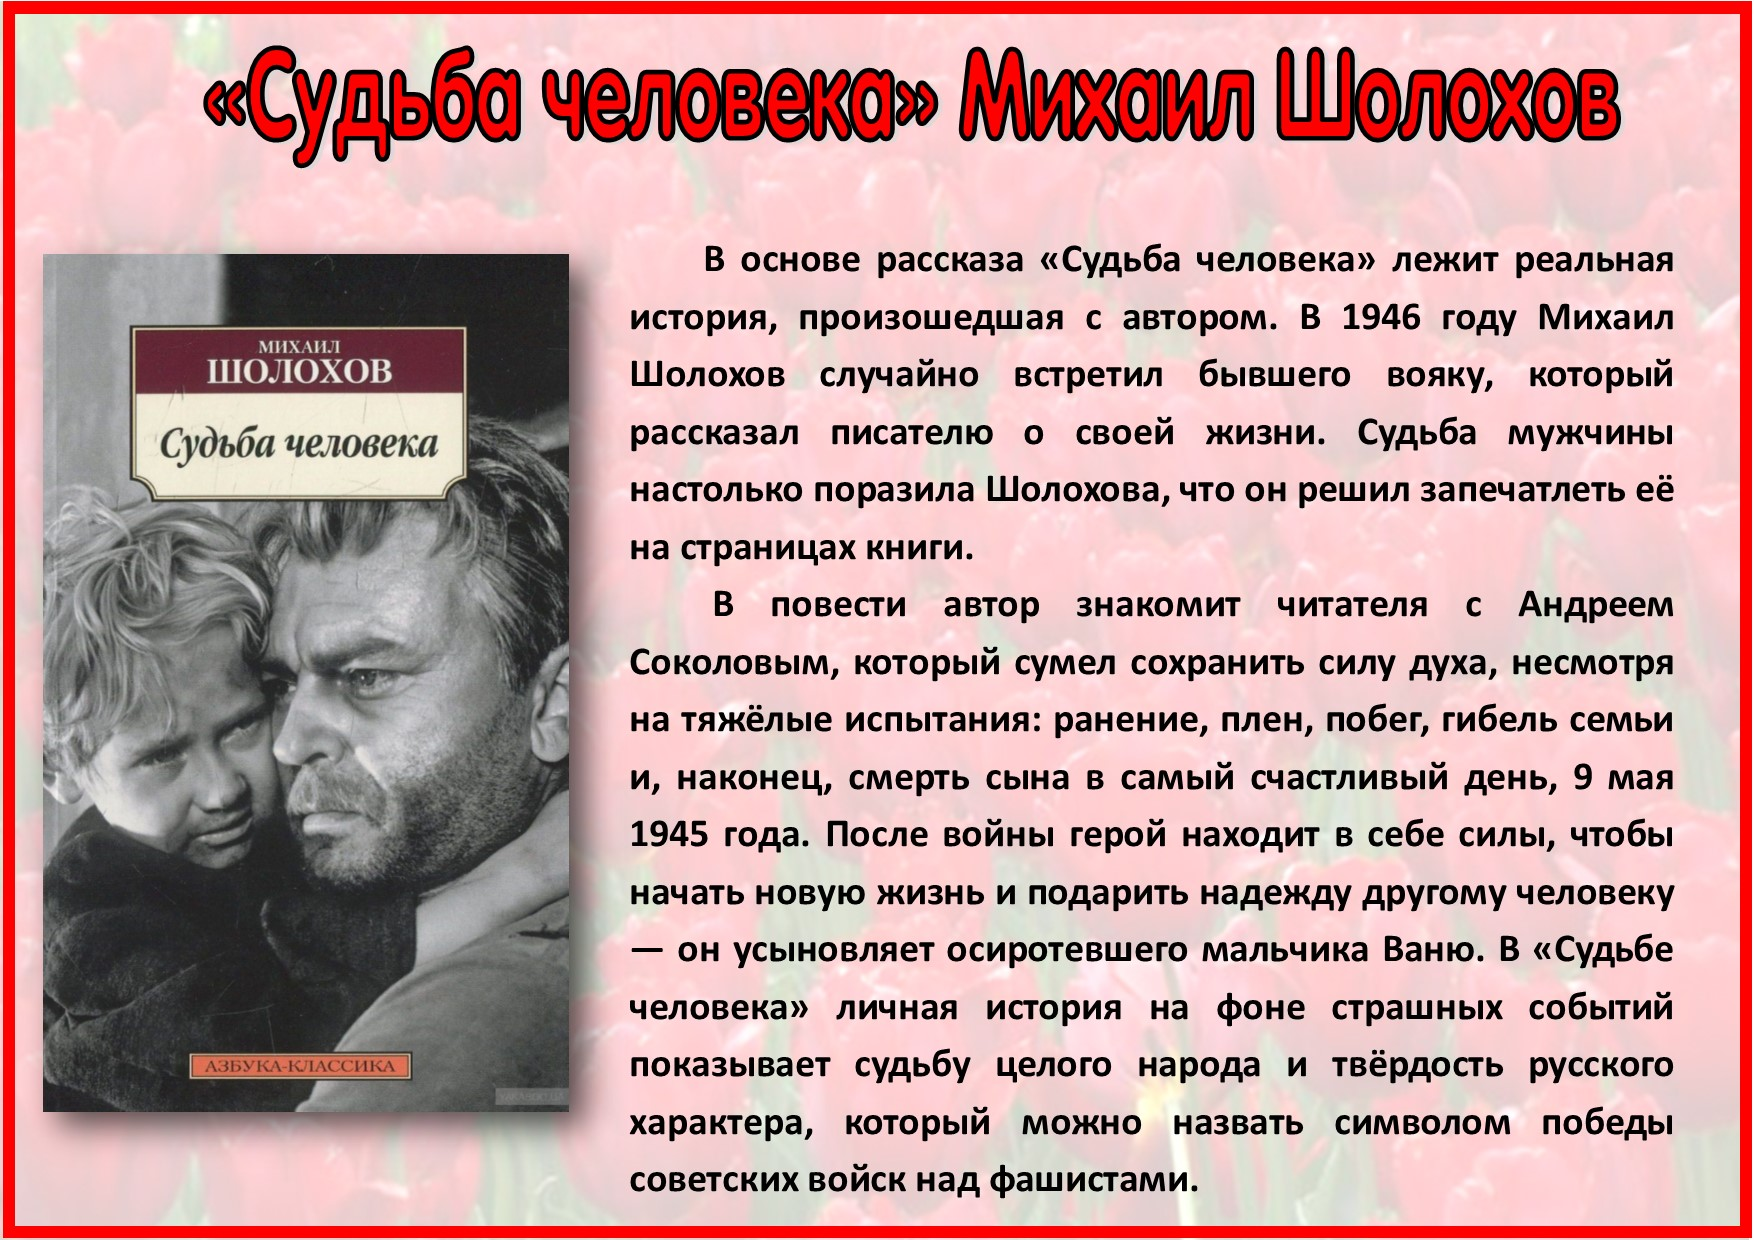 «Судьба человека» Михаил Шолохов
МИХАИЛ
ШОЛОХОВ
Судьба человека
АЗБУКА-КЛАССИКА
В основе рассказа «Судьба человека» лежит реальная
история, произошедшая с автором. В 1946 году Михаил
Шолохов случайно встретил бывшего вояку, который
рассказал писателю о своей жизни. Судьба мужчины
настолько поразила Шолохова, что он решил запечатлеть её
на страницах книги.
В повести автор знакомит читателя с Андреем
Соколовым, который сумел сохранить силу духа, несмотря
на тяжёлые испытания: ранение, плен, побег, гибель семьи
и, наконец, смерть сына в самый счастливый день, 9 мая
1945 года. После войны герой находит в себе силы, чтобы
начать новую жизнь и подарить надежду другому человеку
— он усыновляет осиротевшего мальчика Ваню. В «Судьбе
человека» личная история на фоне страшных событий
показывает судьбу целого народа и твёрдость русского
характера, который можно назвать символом победы
советских войск над фашистами.